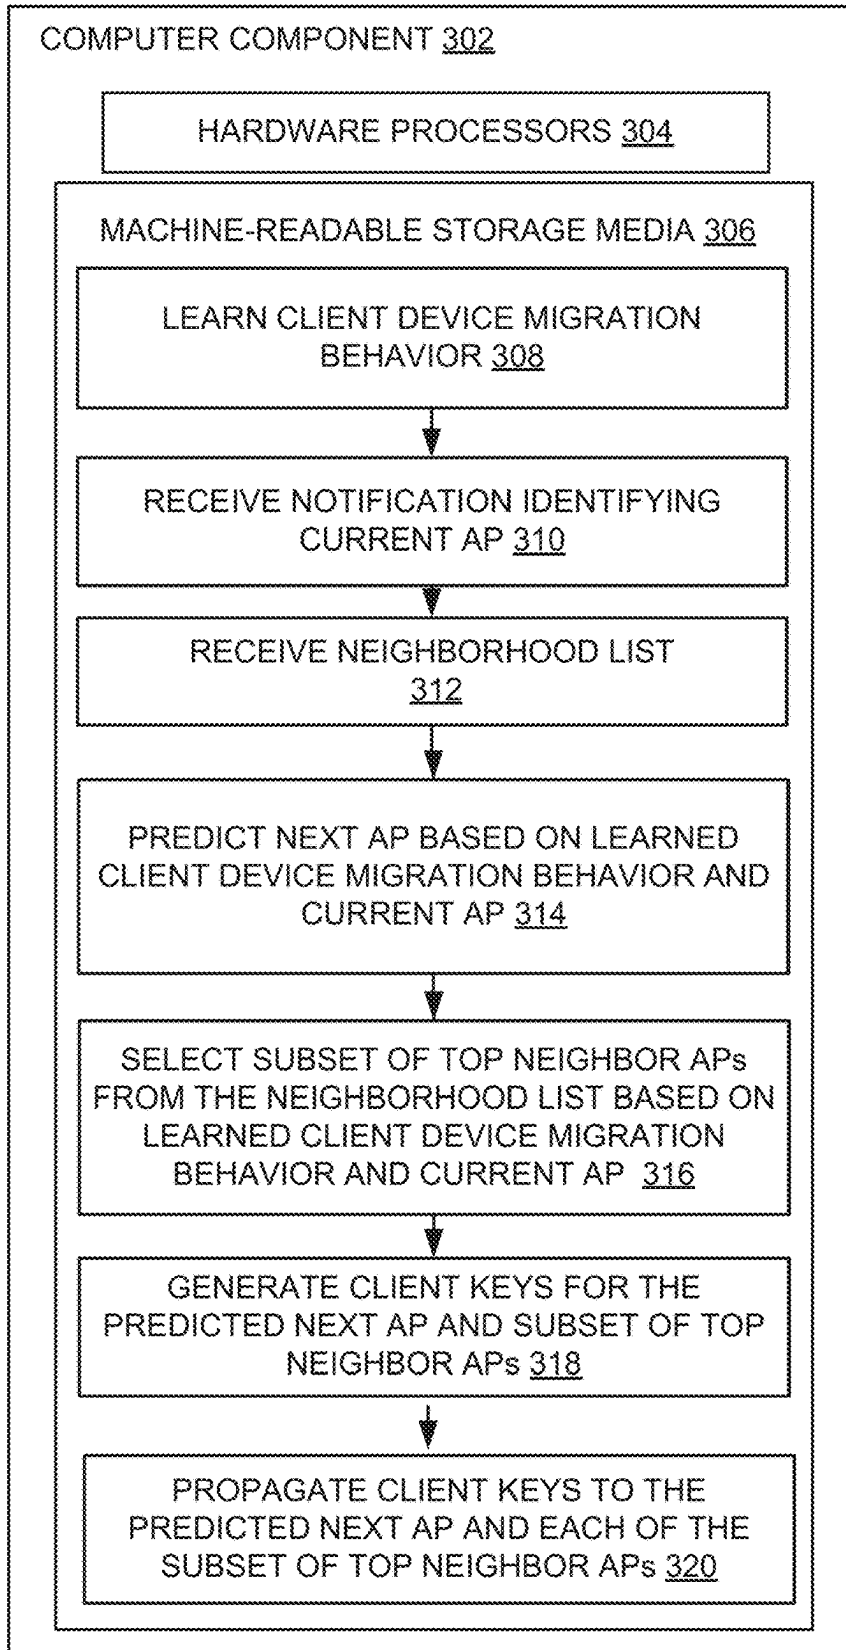 COMPUTER COMPONENT 302
HARDWARE PROCESSORS 304
MACHINE-READABLE STORAGE MEDIA 306
LEARN CLIENT DEVICE MIGRATION
BEHAVIOR 308
RECEIVE NOTIFICATION IDENTIFYING
CURRENT AP 310
RECEIVE NEIGHBORHOOD LIST
312
PREDICT NEXT AP BASED ON LEARNED
CLIENT DEVICE MIGRATION BEHAVIOR AND
CURRENT AP 314
SELECT SUBSET OF TOP NEIGHBOR APs
FROM THE NEIGHBORHOOD LIST BASED ON
LEARNED CLIENT DEVICE MIGRATION
BEHAVIOR AND CURRENT AP 316
GENERATE CLIENT KEYS FOR THE
PREDICTED NEXT AP AND SUBSET OF TOP
NEIGHBOR APs 318
PROPAGATE CLIENT KEYS TO THE
PREDICTED NEXT AP AND EACH OF THE
SUBSET OF TOP NEIGHBOR APs 320